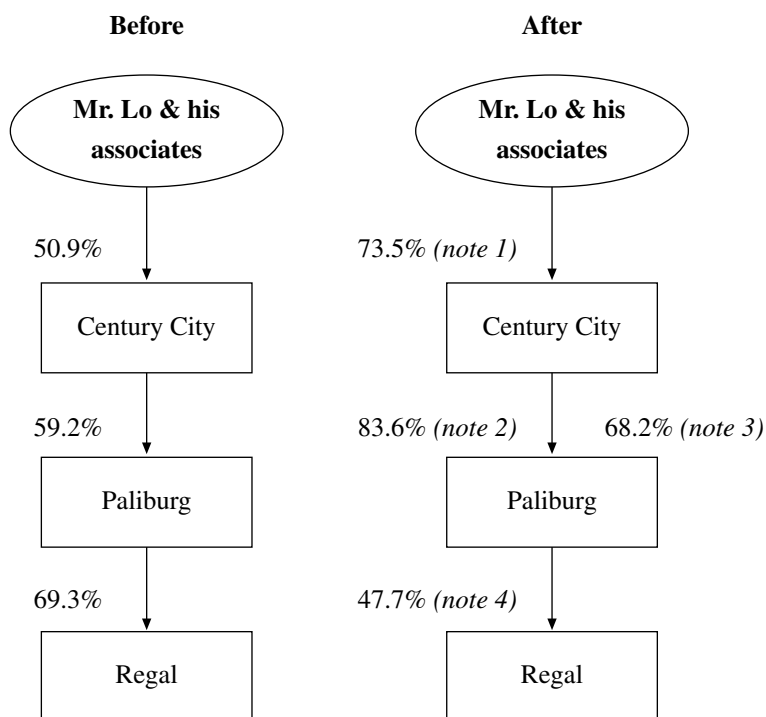 Before
After
Mr. Lo & his
associates
Mr. Lo & his
associates
50.9%
73.5% (note 1)
Century City
Century City
59.2%
83.6% (note 2)
68.2% (note 3)
Paliburg
Paliburg
69.3%
47.7% (note 4)
Regal
Regal